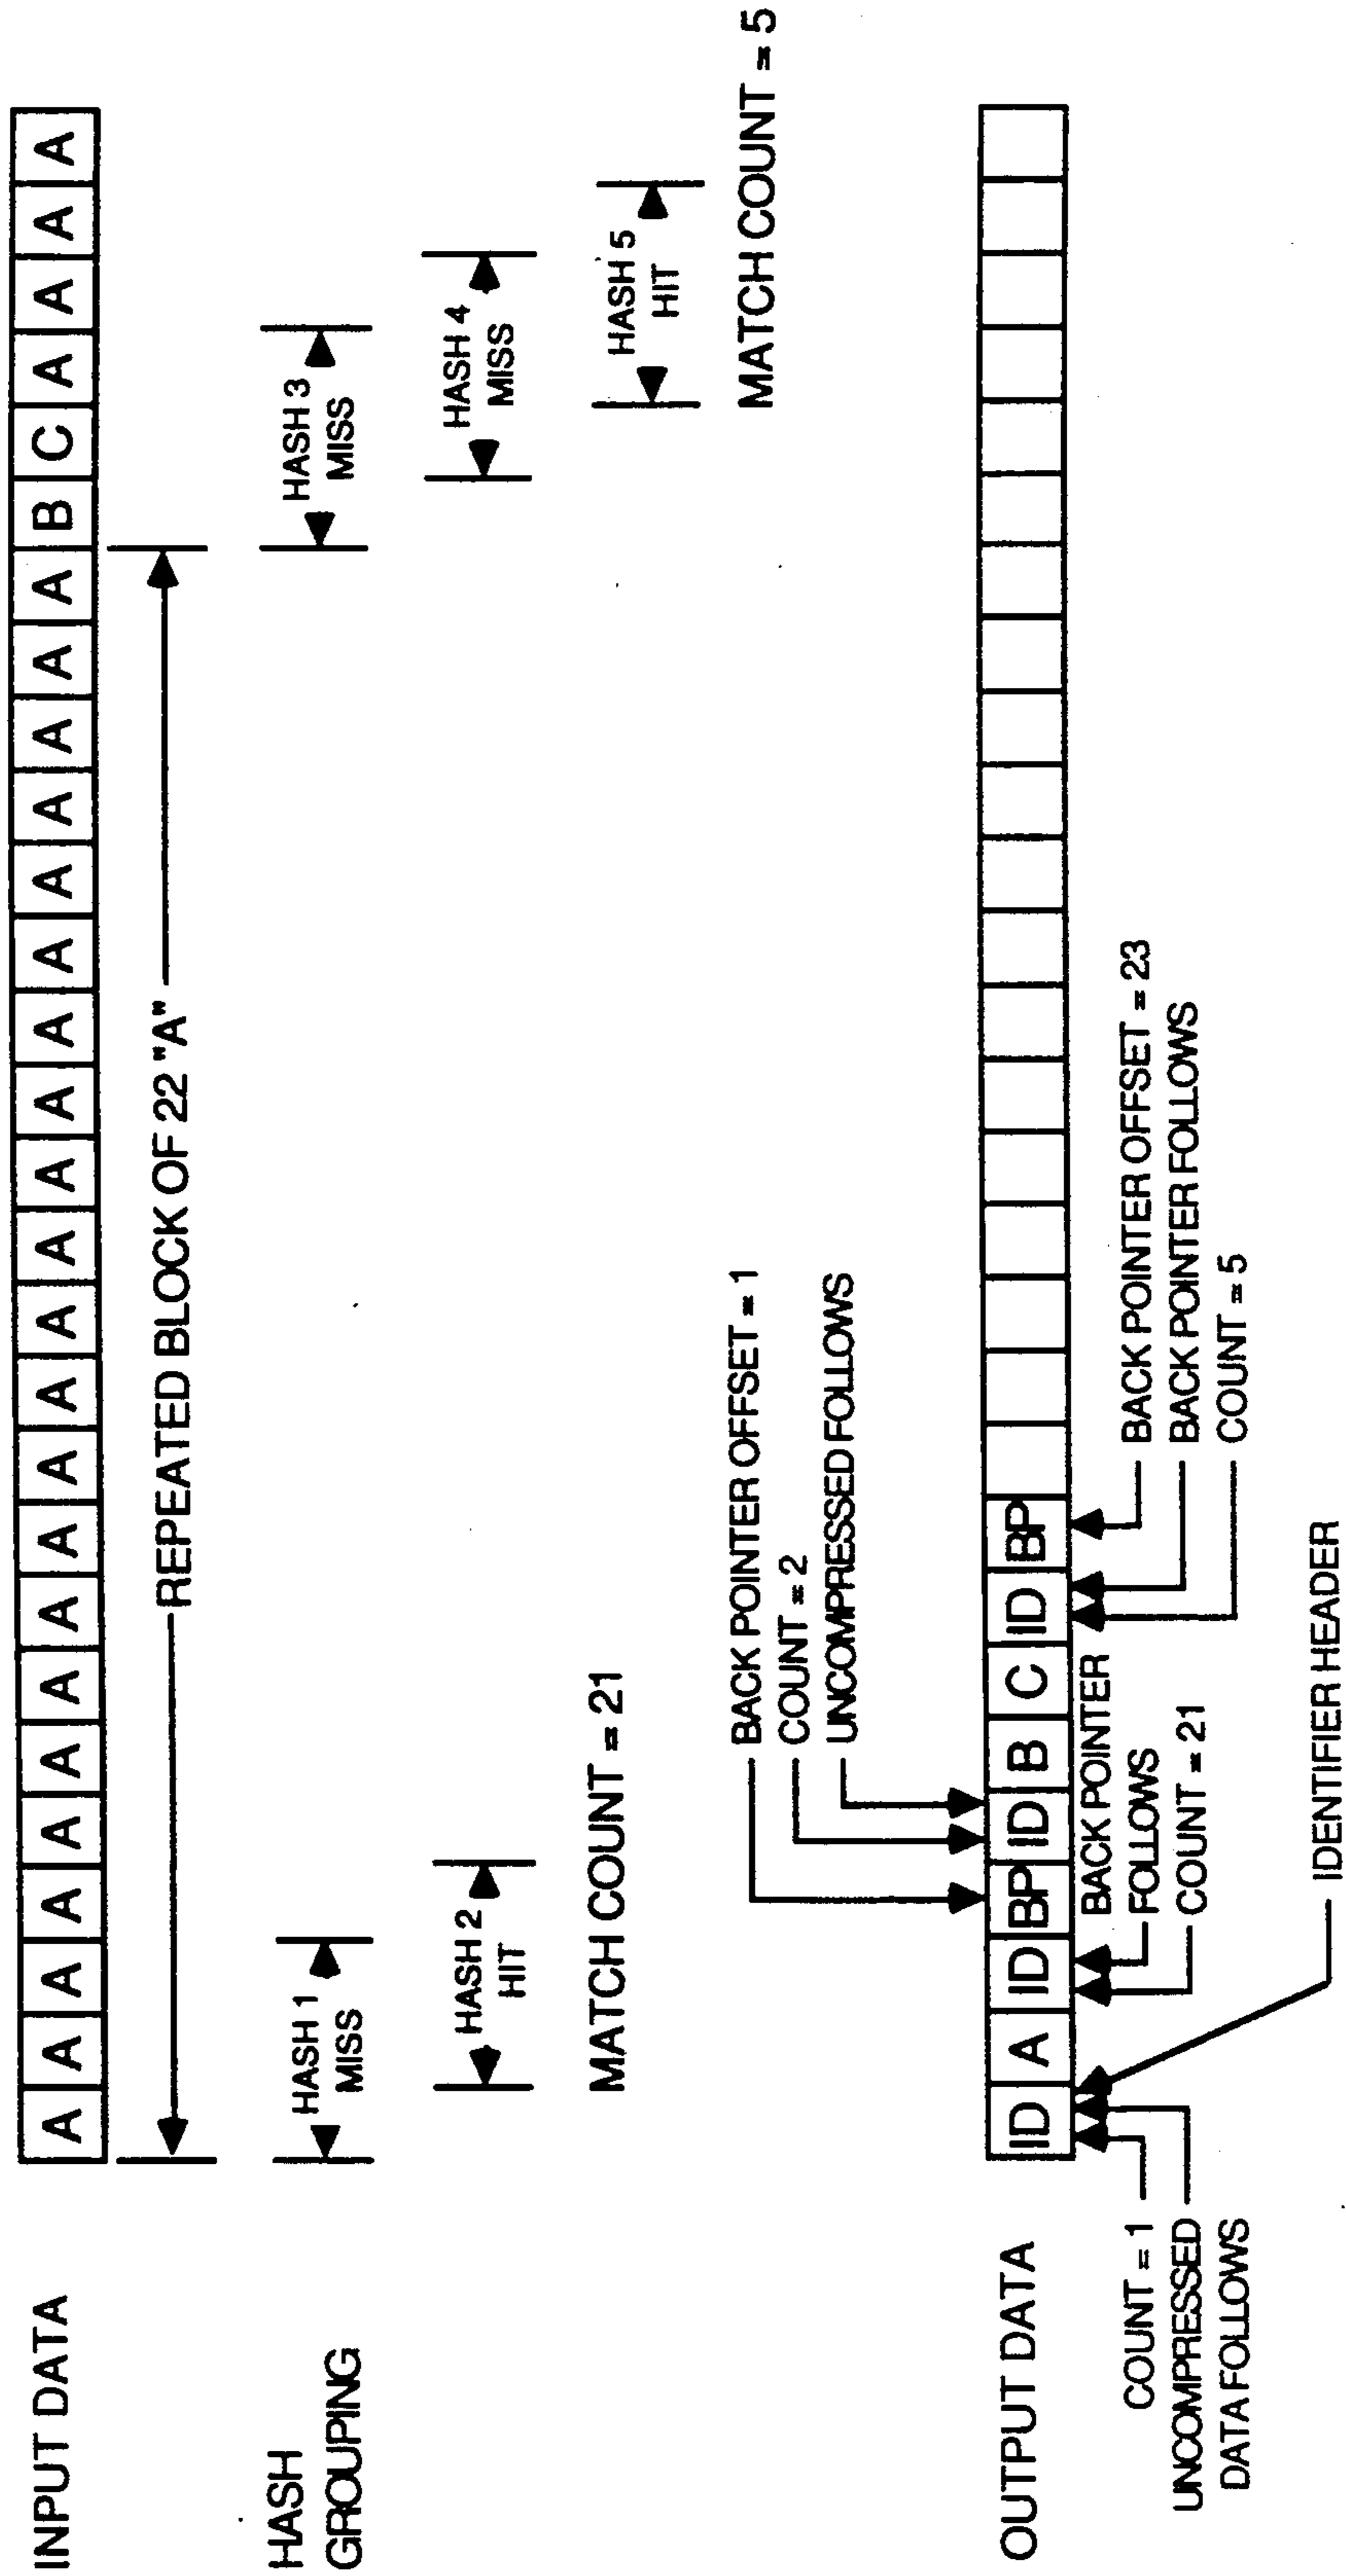 INPUT DATA
A A A A A A A A A A A A A A A A A A A A A A B C A A A A
REPEATED BLOCK OF 22 "A"
HASH
GROUPING
HASH 1
MISS
HASH 3
MISS
HASH 2
HIT
HASH 4
MISS
MATCH COUNT = 21
HASH 5
HIT
MATCH COUNT = 5
BACK POINTER OFFSET = 1
COUNT = 2
UNCOMPRESSED FOLLOWS
OUTPUT DATA
ID A ID BP ID B C ID BP
COUNT = 1
UNCOMPRESSED
DATA FOLLOWS
BACK POINTER
FOLLOWS
COUNT = 21
BACK POINTER OFFSET = 23
BACK POINTER FOLLOWS
COUNT = 5
IDENTIFIER HEADER